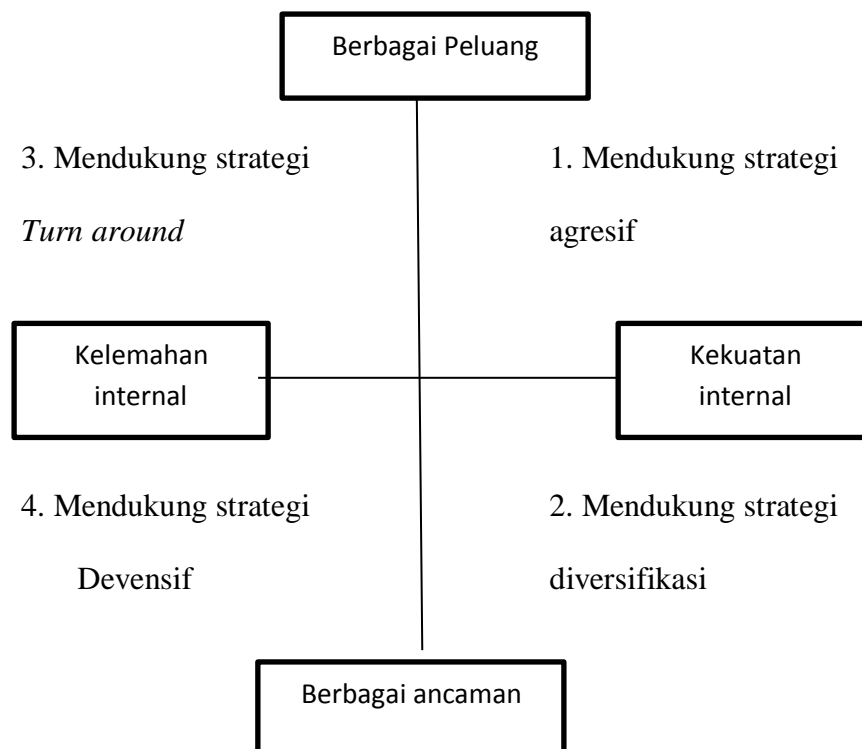 Berbagai Peluang
3. Mendukung strategi
Turn around
1. Mendukung strategi
agresif
Kelemahan
internal
Kekuatan
internal
4. Mendukung strategi
Devensif
2. Mendukung strategi
diversifikasi
Berbagai ancaman